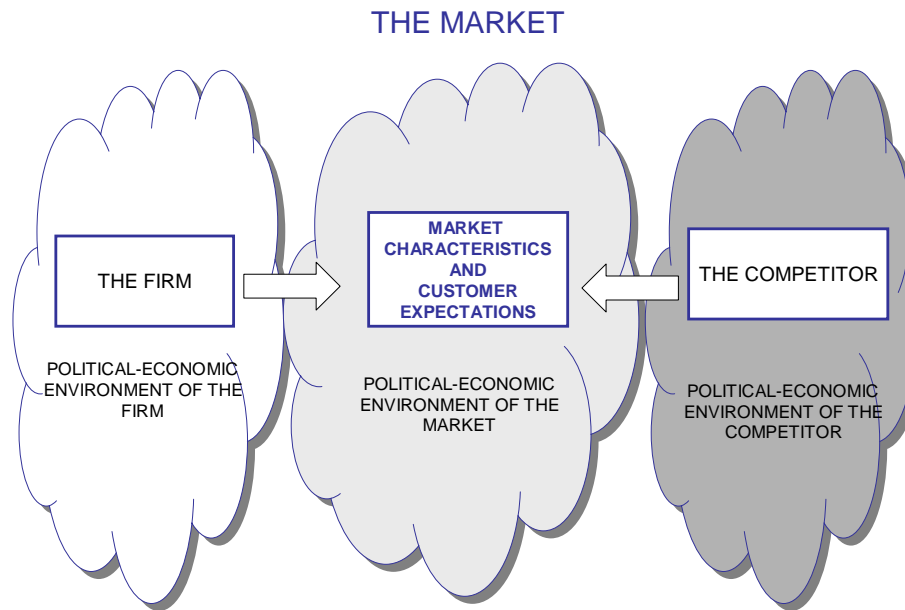 THE MARKET
THE FIRM
MARKET
CHARACTERISTICS
AND
CUSTOMER
EXPECTATIONS
THE COMPETITOR
POLITICAL-ECONOMIC
ENVIRONMENT OF THE
FIRM
POLITICAL-ECONOMIC
ENVIRONMENT OF THE
MARKET
POLITICAL-ECONOMIC
ENVIRONMENT OF THE
COMPETITOR